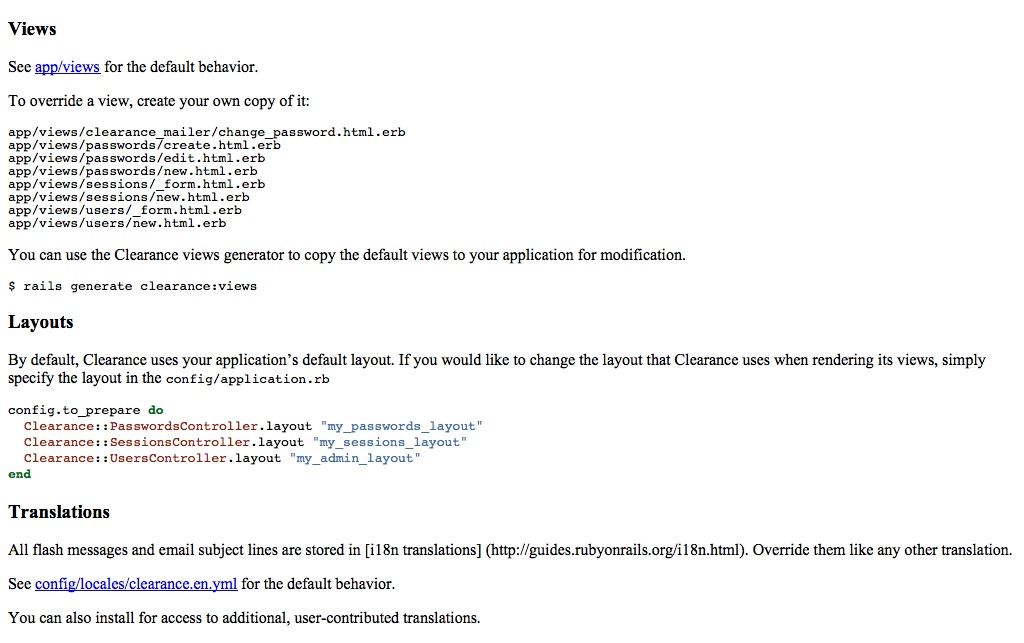 Views
See app/views for the default behavior.
To override a view, create your own copy of it:
app/views/clearance_mailer/change_password.html.erb
app/views/passwords/create.html.erb
app/views/passwords/edit.html.erb
app/views/passwords/new.html.erb
app/views/sessions/_form.html.erb
app/views/sessions/new.html.erb
app/views/users/_form.html.erb
app/views/users/new.html.erb
You can use the Clearance views generator to copy the default views to your application for modification.
$ rails generate clearance:views
Layouts
By default, Clearance uses your application’s default layout. If you would like to change the layout that Clearance uses when rendering its views, simply
specify the layout in the config/application.rb
config.to_prepare do
  Clearance::PasswordsController.layout "my_passwords_layout"
  Clearance::SessionsController.layout "my_sessions_layout"
  Clearance::UsersController.layout "my_admin_layout"
end
Translations
All flash messages and email subject lines are stored in [i18n translations] (http://guides.rubyonrails.org/i18n.html). Override them like any other translation.
See config/locales/clearance.en.yml for the default behavior.
You can also install for access to additional, user-contributed translations.